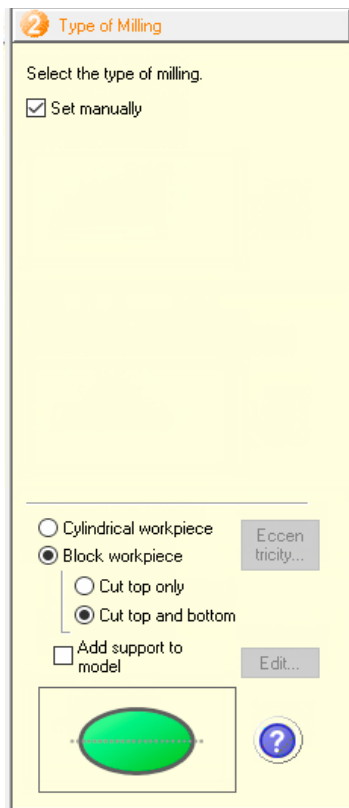 2 Type of Milling
Select the type of milling.
Set manually
Cylindrical workpiece
Eccen
tricity...
Block workpiece
Cut top only
Cut top and bottom
Add support to
model
Edit...
?